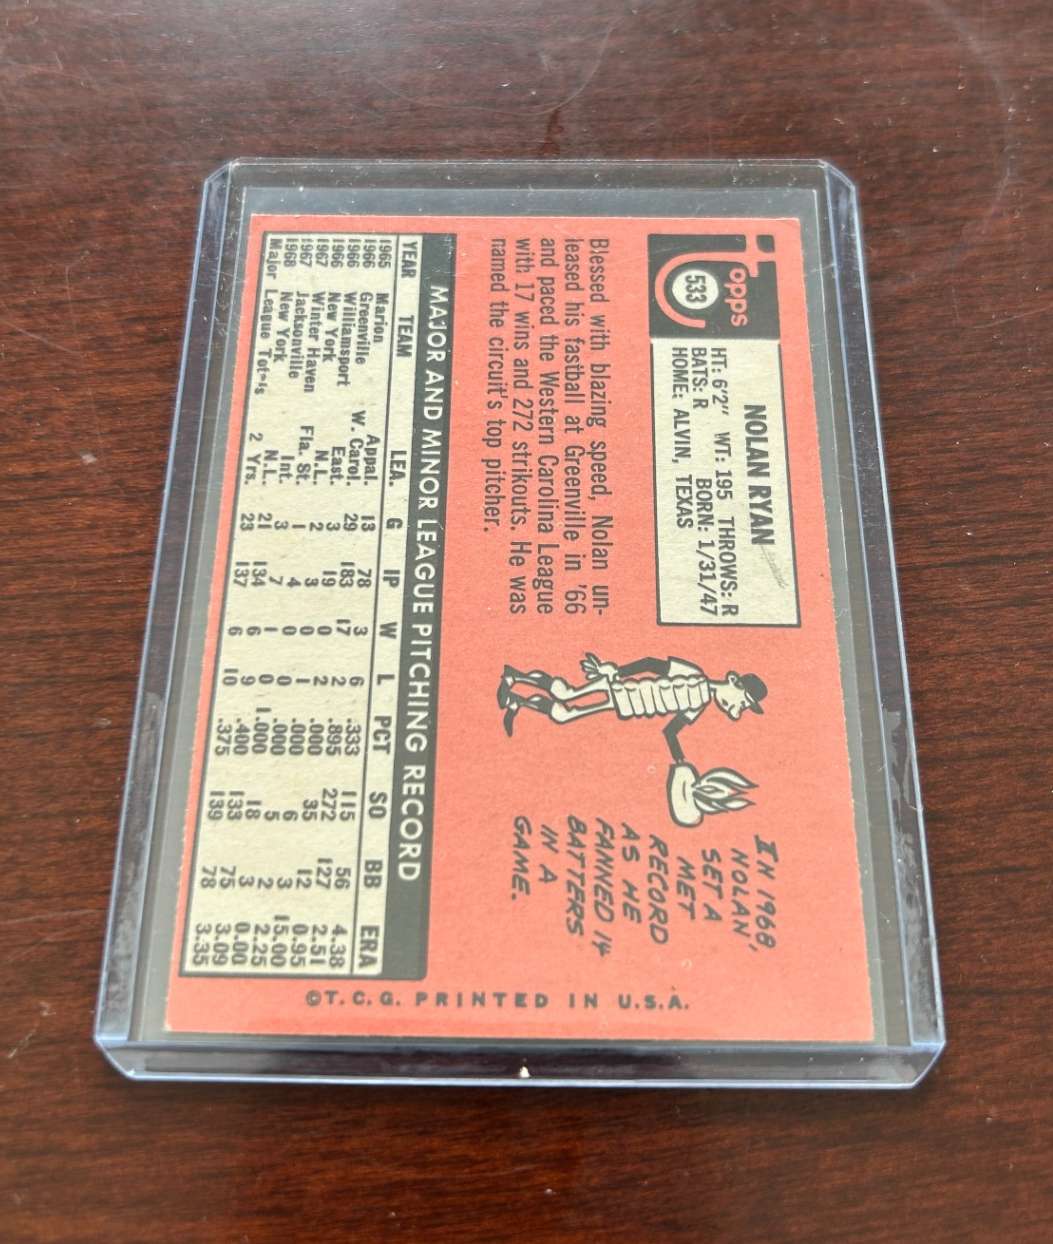 Topps
533
NOLAN RYAN
HT: 6'2" WT: 195 THROWS: R
BATS: R BORN: 1/31/47
HOME: ALVIN, TEXAS
Blessed with blazing speed, Nolan un-
leased his fastball at Greenville in '66
and paced the Western Carolina League
with 17 wins and 272 strikouts. He was
named the circuit's top pitcher.
IN 1968
NOLAN,
SET A
MET
RECORD
AS HE
FANNED 14
BATTERS
IN A
GAME.
MAJOR AND MINOR LEAGUE PITCHING RECORD
YEAR TEAM LEA. G IP W L PCT SO BB ERA
1965 Marion Appal. 13 78 3 6 .333 115 56 4.38
1966 Greenville W. Carol. 29 183 17 2 .895 272 127 2.51
1966 Williamsport East. 3 19 0 2 .000 35 12 0.95
1966 New York N.L. 2 3 0 1 .000 6 3 15.00
1967 Winter Haven Fla. St. 1 4 0 0 .000 5 2 2.25
1967 Jacksonville Int. 3 7 1 0 1.000 18 3 0.00
1968 New York N.L. 21 134 6 9 .400 133 75 3.09
Major League Totals 2 Yrs. 23 137 6 10 .375 139 78 3.35
©T.C.G. PRINTED IN U.S.A.